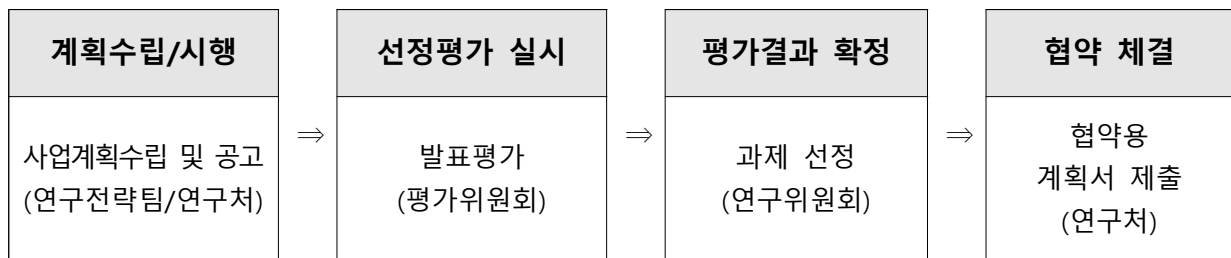 계획수립/시행
사업계획수립 및 공고
(연구전략팀/연구처)
⇒
선정평가 실시
발표평가
(평가위원회)
⇒
평가결과 확정
과제 선정
(연구위원회)
⇒
협약 체결
협약용
계획서 제출
(연구처)